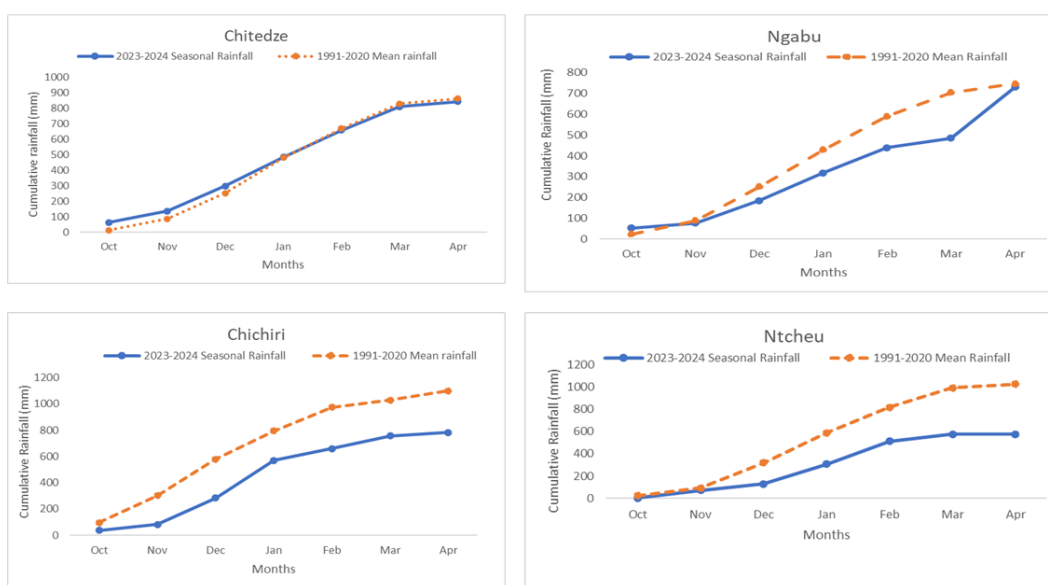 Chitedze
2023-2024 Seasonal Rainfall 1991-2020 Mean rainfall
Cumulative rainfall (mm)
1000
900
800
700
600
500
400
300
200
100
0
Oct Nov Dec Jan Feb Mar Apr
Months
Ngabu
2023-2024 Seasonal Rainfall 1991-2020 Mean Rainfall
Cumulative Rainfall (mm)
800
700
600
500
400
300
200
100
0
Oct Nov Dec Jan Feb Mar Apr
Months
Chichiri
2023-2024 Seasonal Rainfall 1991-2020 Mean rainfall
Cumulative Rainfall (mm)
1200
1000
800
600
400
200
0
Oct Nov Dec Jan Feb Mar Apr
Months
Ntcheu
2023-2024 Seasonal Rainfall 1991-2020 Mean Rainfall
Cumulative Rainfall (mm)
1200
1000
800
600
400
200
0
Oct Nov Dec Jan Feb Mar Apr
Months